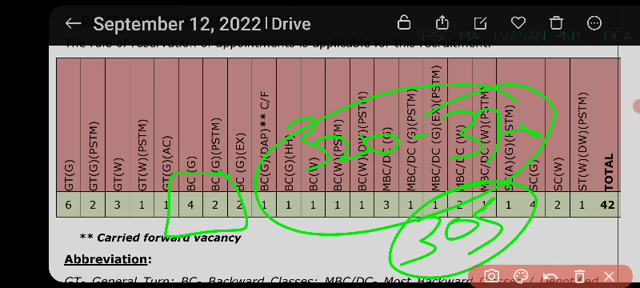 September 12, 2022 | Drive
The rule of reservation of appointments is applicable for this recruitment.
GT(G) GT(G)(PSTM) GT(W) GT(W)(PSTM) GT(G)(AC) BC(G) BC(G)(PSTM) BC (G)(EX) BC(G)(DAP)** C/F BC(G)(HH) BC(W) BC(W)(PSTM) BC(W)(DW)(PSTM) MBC/DC (G) MBC/DC (G)(PSTM) MBC/DC (G)(EX)(PSTM) MBC/DC (W) MBC/DC(W)(PSTM) SC(A)(G)(PSTM) SC(G) SC(W) ST(W)(DW)(PSTM) TOTAL
6 2 3 1 1 4 2 2 1 1 1 1 1 3 1 1 2 1 1 4 2 1 42
320 - 31
305
** Carried forward vacancy
Abbreviation:
GT- General Turn; BC- Backward Classes; MBC/DC- Most Backward Classes/